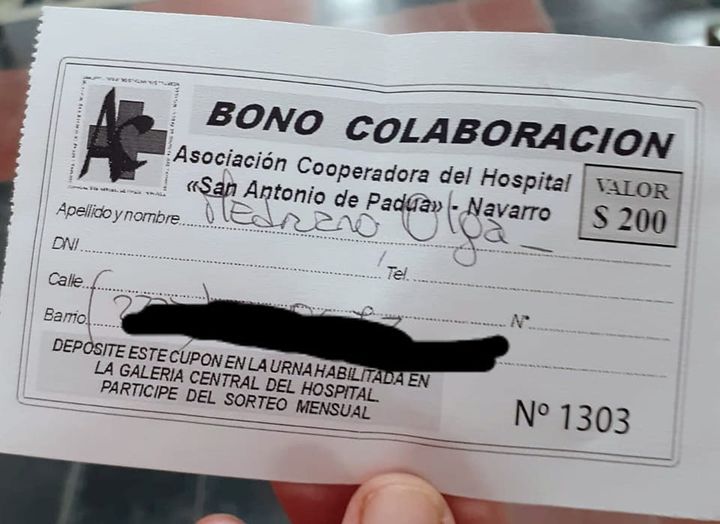 AC
BONO COLABORACION
Asociación Cooperadora del Hospital
«San Antonio de Padua» - Navarro
VALOR
$ 200
Apellido y nombre Medrano Olga
DNI
Tel.
Calle
Nº
Barrio
DEPOSITE ESTE CUPON EN LA URNA HABILITADA EN
LA GALERIA CENTRAL DEL HOSPITAL
PARTICIPE DEL SORTEO MENSUAL
Nº 1303